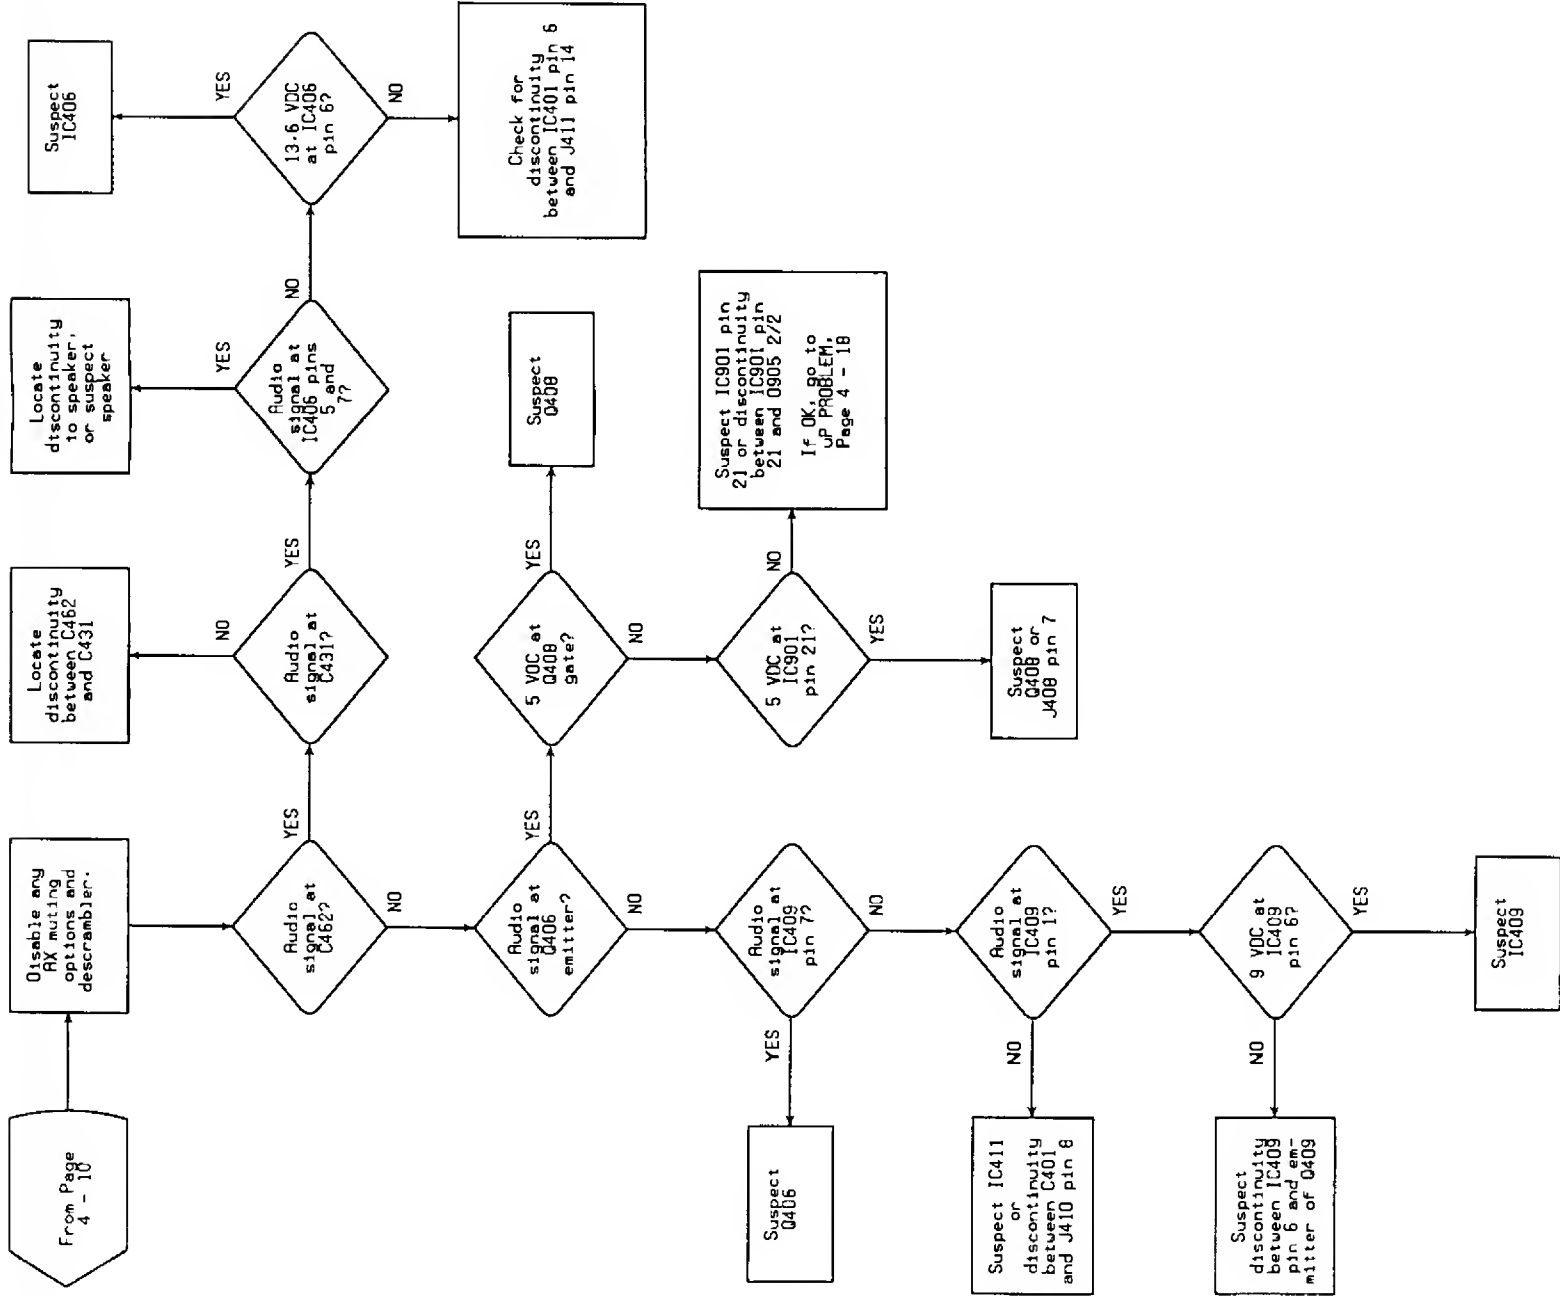 From Page
4 - 10
Disable any
RX muting
options and
descrambler.
Audio
signal at
C462?
YES
NO
Audio
signal at
C431?
NO
YES
Locate
discontinuity
between C462
and C431
Audio
signal at
IC406 pins
5 and
7?
YES
NO
Locate
discontinuity
to speaker,
or suspect
speaker
13.6 VDC
at IC406
pin 6?
YES
NO
Suspect
IC406
Check for
discontinuity
between IC401 pin 6
and J411 pin 14
Audio
signal at
Q406
emitter?
YES
NO
5 VDC at
Q408
gate?
YES
NO
Suspect
Q408
5 VDC at
IC901
pin 21?
NO
YES
Suspect IC901 pin
21 or discontinuity
between IC901 pin
21 and Q905 2/2
If OK, go to
uP PROBLEM,
Page 4 - 18
Suspect
Q408 or
J408 pin 7
Audio
signal at
IC409
pin 7?
YES
NO
Suspect
Q406
Audio
signal at
IC409
pin 1?
NO
YES
Suspect IC411
or
discontinuity
between C401
and J410 pin 8
9 VDC at
IC409
pin 6?
NO
YES
Suspect
discontinuity
between IC409
pin 6 and em-
mitter of Q409
Suspect
IC409